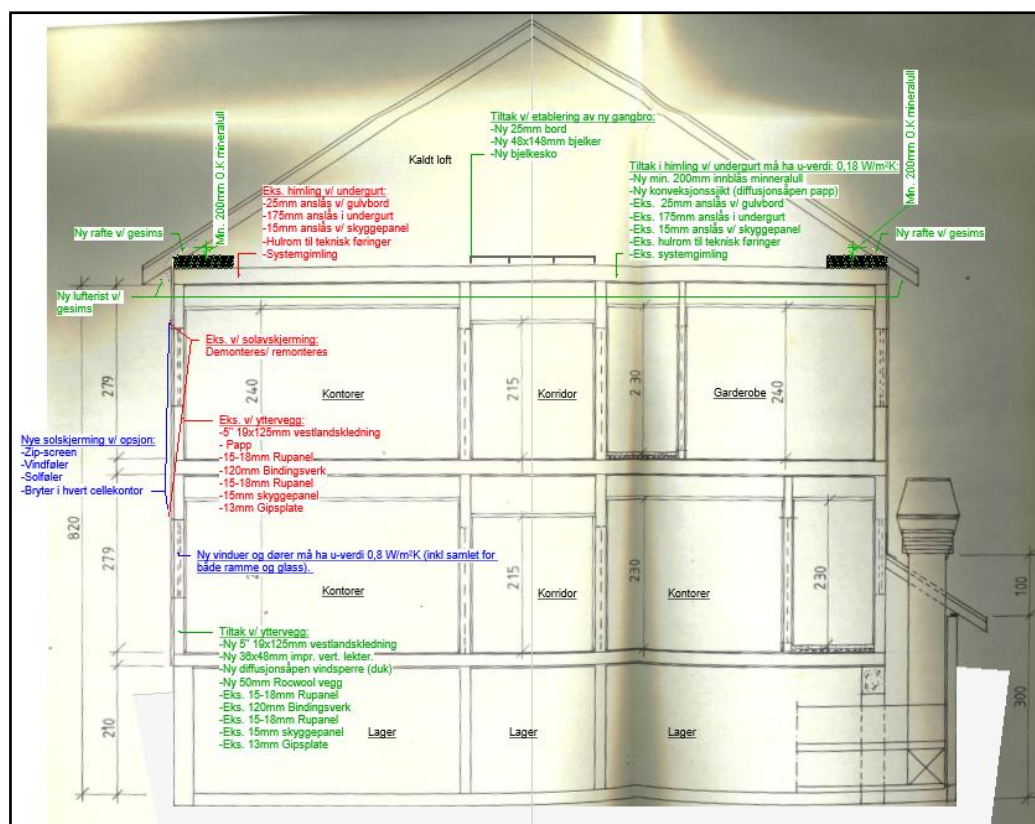 Min. 200mm O.K mineralull
Kaldt loft
Tiltak v/ etablering av ny gangbro:
-Ny 25mm bord
-Ny 48x148mm bjelker
-Ny bjelkesko
Min. 200mm O.K mineralull
Eks. himling v/ undergurt:
-25mm anslås v/ gulvbord
-175mm anslås i undergurt
-15mm anslås v/ skyggepanel
-Hulrom til teknisk føringer
-Systemgimling
Tiltak i himling v/ undergurt må ha u-verdi: 0,18 W/m²K:
-Ny min. 200mm innblås minneralull
-Ny konveksjonssjikt (diffusjonsåpen papp)
-Eks. 25mm anslås v/ gulvbord
-Eks. 175mm anslås i undergurt
-Eks. 15mm anslås v/ skyggepanel
-Eks. hulrom til teknisk føringer
-Eks. systemgimling
Ny rafte v/ gesims
Ny rafte v/ gesims
Ny lufterist v/
gesims
Eks. v/ solavskjerming:
Demonteres/ remonteres
279
240
Kontorer
215
Korridor
230
Garderobe
240
Eks. v/ yttervegg:
-5" 19x125mm vestlandskledning
- Papp
-15-18mm Rupanel
-120mm Bindingsverk
-15-18mm Rupanel
-15mm skyggepanel
-13mm Gipsplate
Nye solskjerming v/ opsjon:
-Zip-screen
-Vindføler
-Solføler
-Bryter i hvert cellekontor
820
279
Ny vinduer og dører må ha u-verdi 0,8 W/m²K (inkl samlet for
både ramme og glass).
240
Kontorer
215
Korridor
230
Kontorer
230
100
Tiltak v/ yttervegg:
-Ny 5" 19x125mm vestlandskledning
-Ny 36x48mm impr. vert. lekter.
-Ny diffusjonsåpen vindsperre (duk)
-Ny 50mm Rocwool vegg
-Eks. 15-18mm Rupanel
-Eks. 120mm Bindingsverk
-Eks. 15-18mm Rupanel
-Eks. 15mm skyggepanel
-Eks. 13mm Gipsplate
210
Lager
Lager
Lager
300